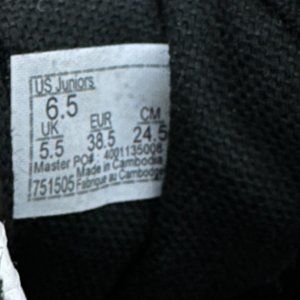 US Juniors
6.5
UK EUR CM
5.5 38.5 24.5
Master PO# : 4001135008
Made in Cambodia
751505 Fabrique au Cambodge